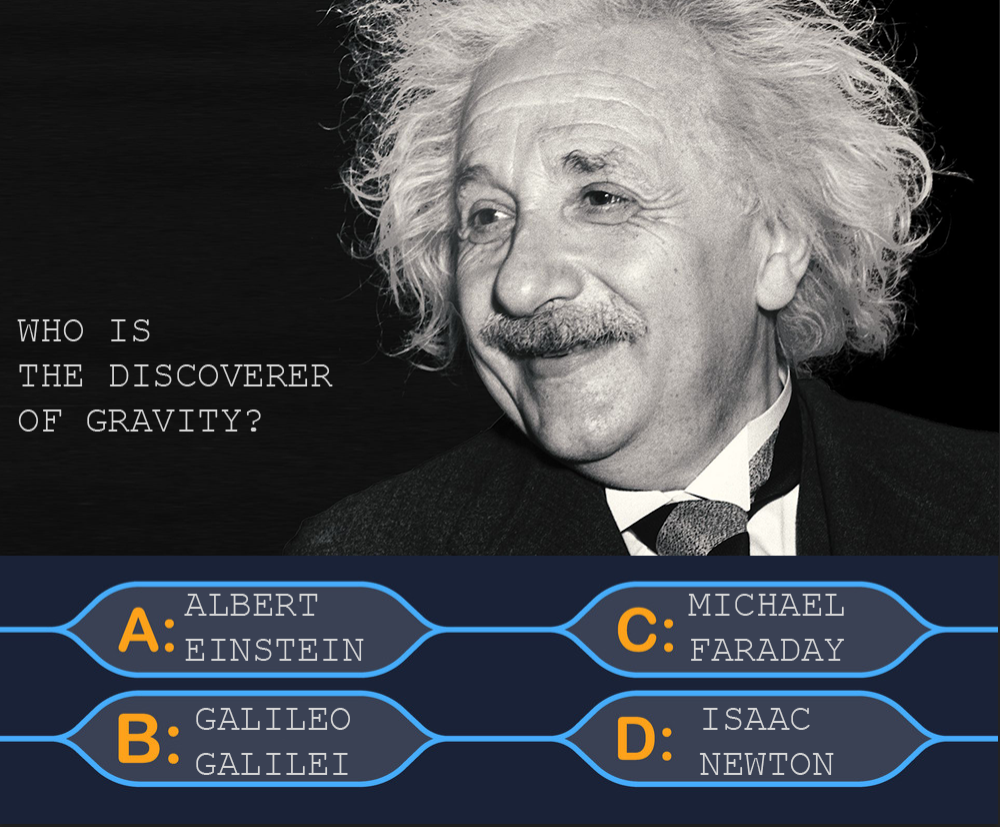 WHO IS
THE DISCOVERER
OF GRAVITY?
A: ALBERT
EINSTEIN
C: MICHAEL
FARADAY
B: GALILEO
GALILEI
D: ISAAC
NEWTON